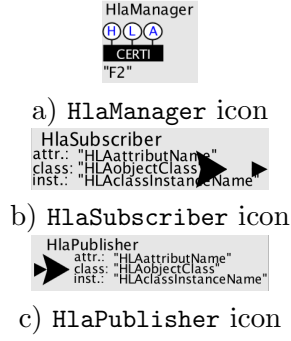 HlaManager
H L A
CERTI
"F2"
a) HlaManager icon
HlaSubscriber
attr.: "HLAattributName"
class: "HLAobjectClass
inst.: "HLAclassInstanceName"
b) HlaSubscriber icon
HlaPublisher
attr.: "HLAattributName"
class: "HLAobjectClass"
inst.: "HLAclassInstanceName"
c) HlaPublisher icon